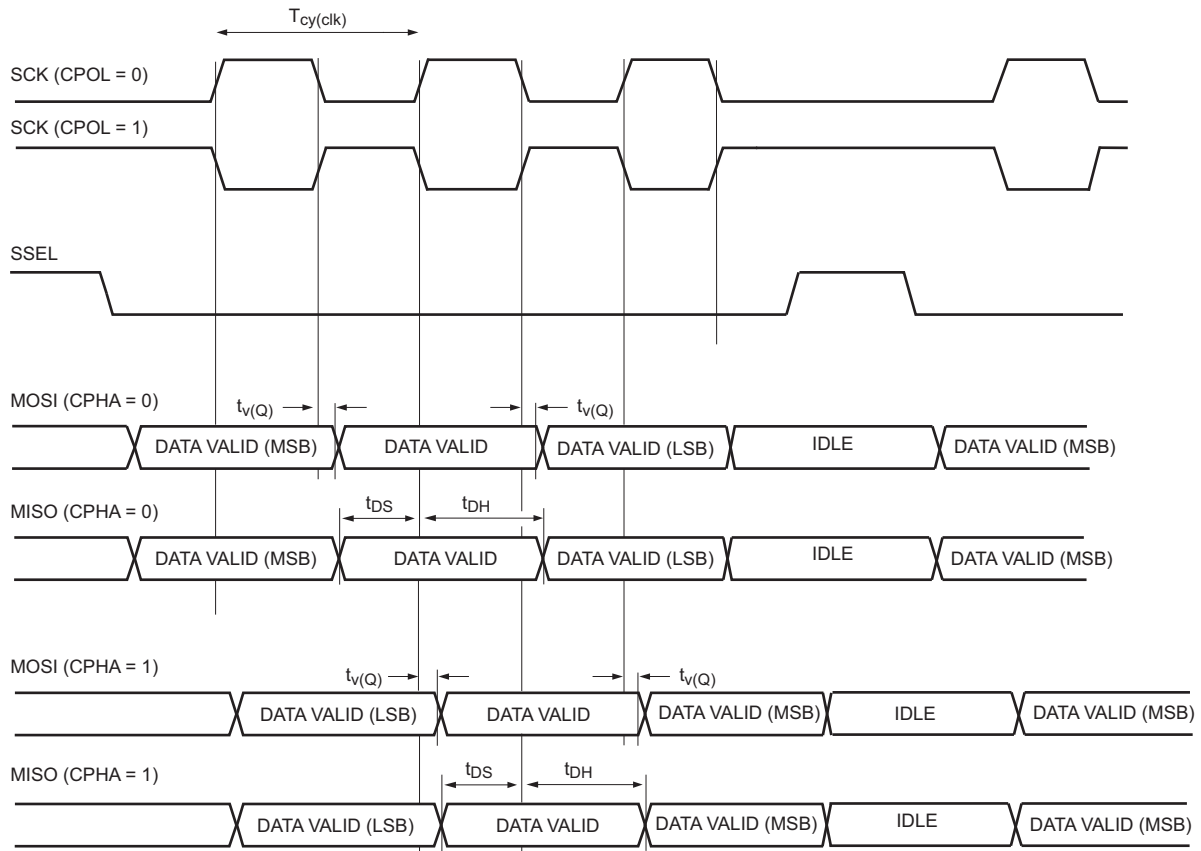 Tcy(clk)
SCK (CPOL = 0)
SCK (CPOL = 1)
SSEL
MOSI (CPHA = 0)
tv(Q) tv(Q)
DATA VALID (MSB) DATA VALID DATA VALID (LSB) IDLE DATA VALID (MSB)
MISO (CPHA = 0)
tDS tDH
DATA VALID (MSB) DATA VALID DATA VALID (LSB) IDLE DATA VALID (MSB)
MOSI (CPHA = 1)
tv(Q) tv(Q)
DATA VALID (LSB) DATA VALID DATA VALID (MSB) IDLE DATA VALID (MSB)
MISO (CPHA = 1)
tDS tDH
DATA VALID (LSB) DATA VALID DATA VALID (MSB) IDLE DATA VALID (MSB)